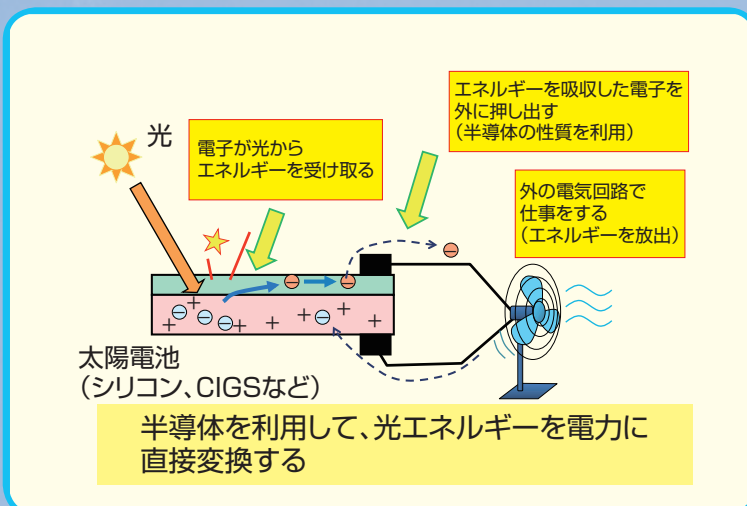 エネルギーを吸収した電子を
外に押し出す
(半導体の性質を利用)
光
電子が光から
エネルギーを受け取る
外の電気回路で
仕事をする
(エネルギーを放出)
太陽電池
(シリコン、CIGSなど)
半導体を利用して、光エネルギーを電力に
直接変換する